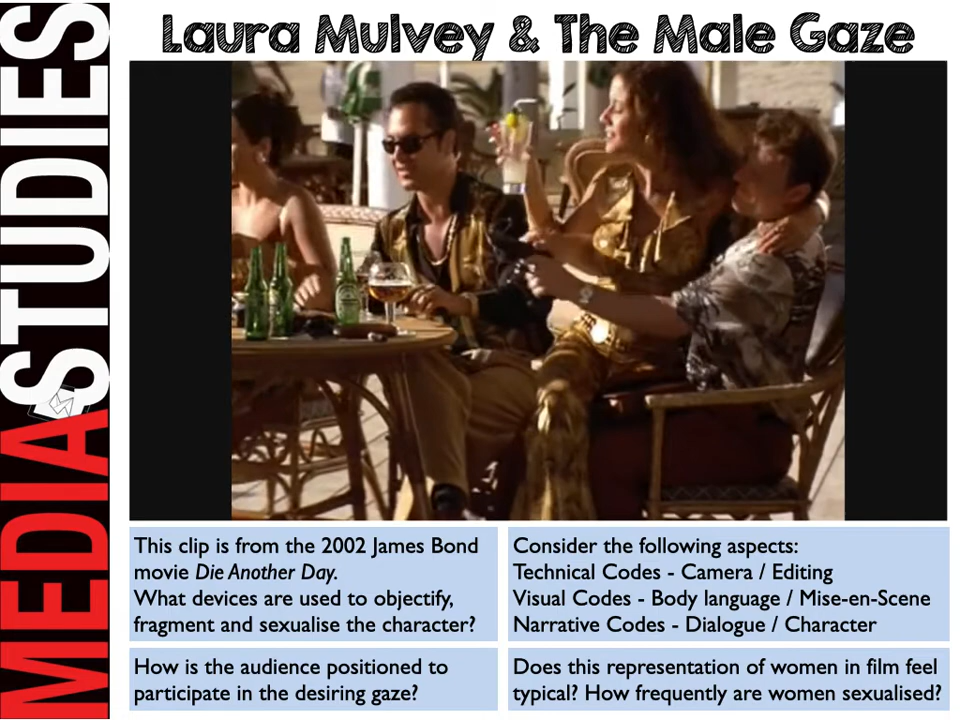 MEDIASTUDIES
Laura Mulvey & The Male Gaze
This clip is from the 2002 James Bond
movie Die Another Day.
What devices are used to objectify,
fragment and sexualise the character?
Consider the following aspects:
Technical Codes - Camera / Editing
Visual Codes - Body language / Mise-en-Scene
Narrative Codes - Dialogue / Character
How is the audience positioned to
participate in the desiring gaze?
Does this representation of women in film feel
typical? How frequently are women sexualised?